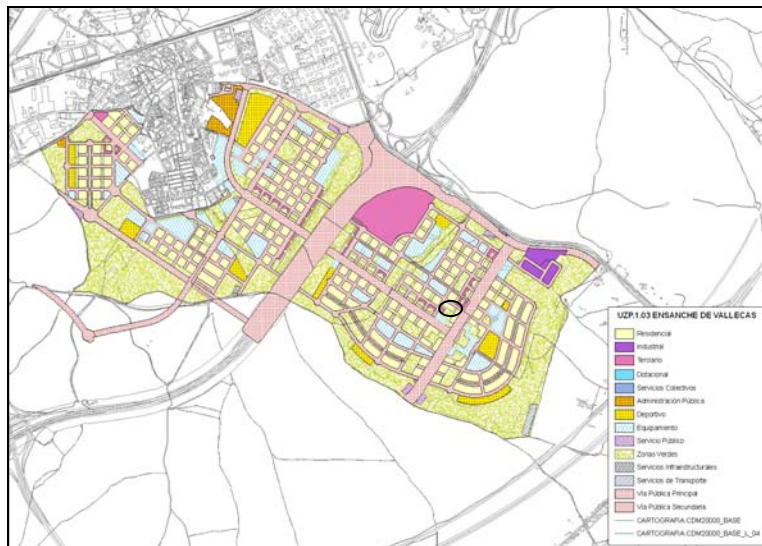 UZP.1.03 ENSANCHE DE VALLECAS
Residencial
Industrial
Terciario
Dotacional
Servicios Colectivos
Administración Pública
Deportivo
Equipamiento
Servicio Público
Zonas Verdes
Servicios Infraestructurales
Servicios de Transporte
Vía Pública Principal
Vía Pública Secundaria
CARTOGRAFIA.CDM20000_BASE
CARTOGRAFIA.CDM20000_BASE_L_04